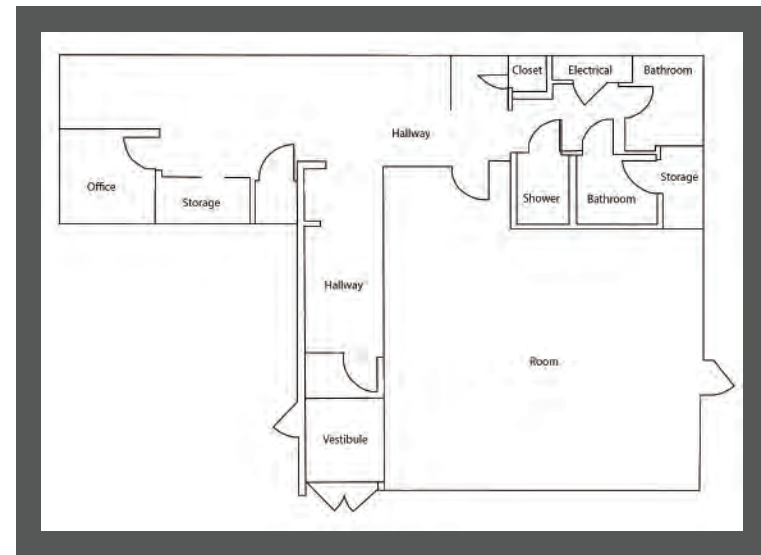 Closet
Electrical
Bathroom
Hallway
Office
Storage
Storage
Shower
Bathroom
Hallway
Room
Vestibule